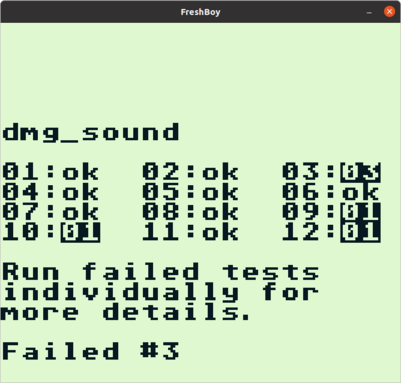 FreshBoy
dmg_sound
01:ok 02:ok 03:03
04:ok 05:ok 06:ok
07:ok 08:ok 09:01
10:01 11:ok 12:01
Run failed tests
individually for
more details.
Failed #3